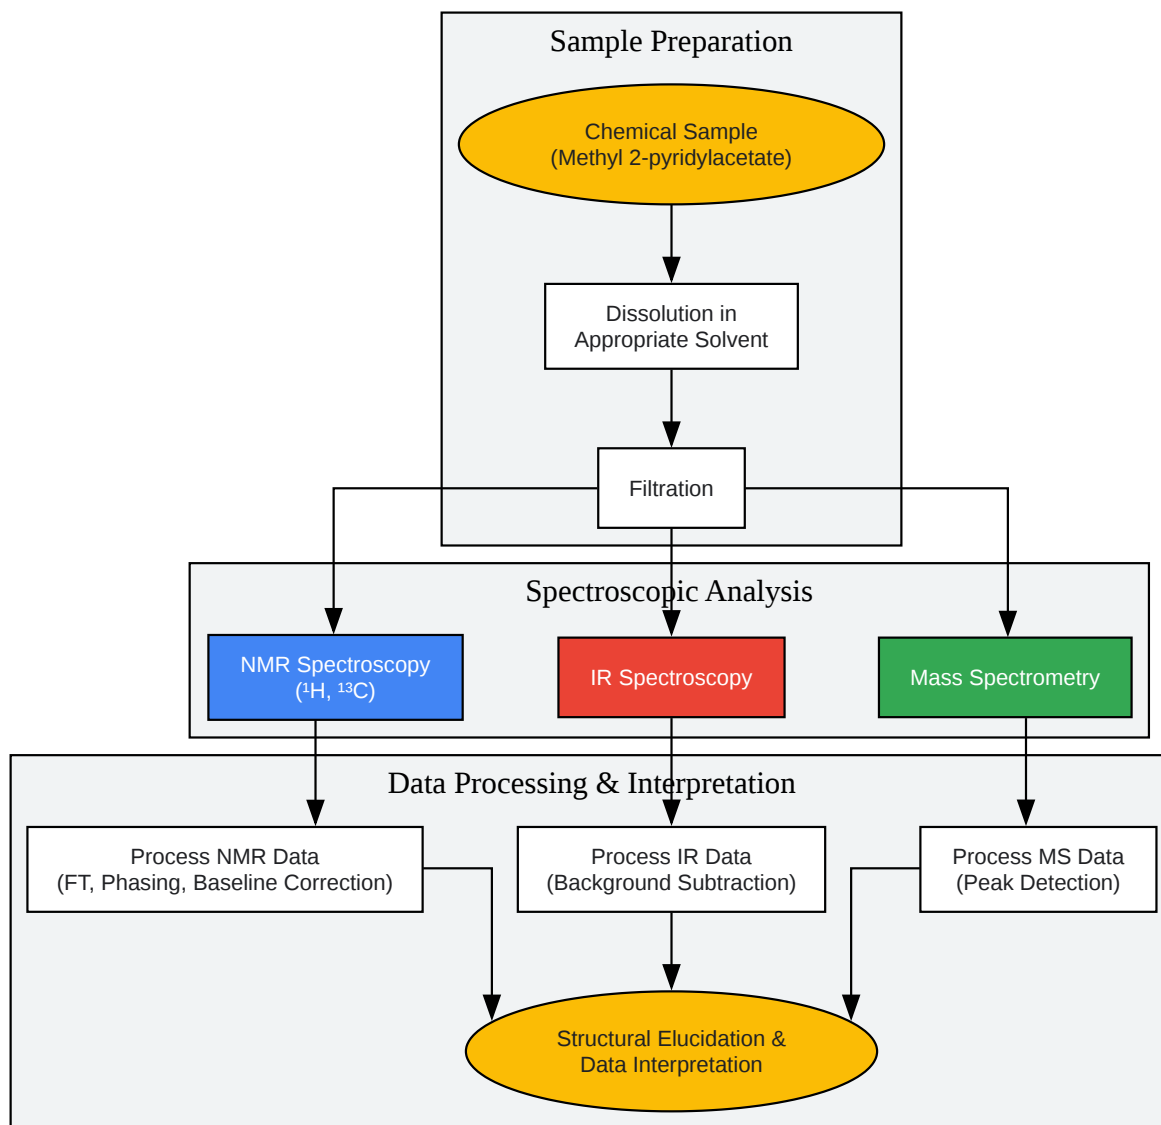 Sample Preparation
Chemical Sample
(Methyl 2-pyridylacetate)
Dissolution in
Appropriate Solvent
Filtration
Spectroscopic Analysis
NMR Spectroscopy
(¹H, ¹³C)
IR Spectroscopy
Mass Spectrometry
Data Processing & Interpretation
Process NMR Data
(FT, Phasing, Baseline Correction)
Process IR Data
(Background Subtraction)
Process MS Data
(Peak Detection)
Structural Elucidation &
Data Interpretation